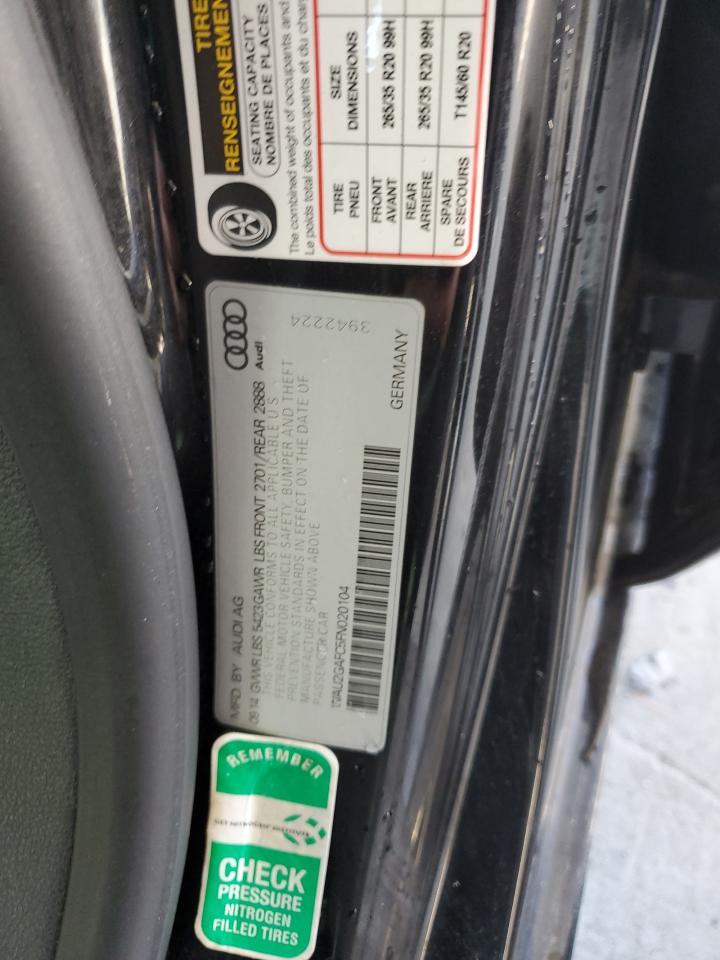 TIRE
RENSEIGNEMEN
SEATING CAPACITY
NOMBRE DE PLACES
The combined weight of occupants and
Le poids total des occupants et du char
TIRE
PNEU
SIZE
DIMENSIONS
FRONT
AVANT
265/35 R20 99H
REAR
ARRIERE
265/35 R20 99H
SPARE
DE SECOURS
T145/60 R20
Audi
3942224
MFD. BY AUDI AG
09 14 GVWR LBS 5423 GAWR LBS FRONT 2701/REAR 2888
THIS VEHICLE CONFORMS TO ALL APPLICABLE U S
FEDERAL MOTOR VEHICLE SAFETY, BUMPER AND THEFT
PREVENTION STANDARDS IN EFFECT ON THE DATE OF
MANUFACTURE SHOWN ABOVE
PASSENGER CAR
WAU2GAFC5FN020104
GERMANY
REMEMBER
CHECK
PRESSURE
NITROGEN
FILLED TIRES